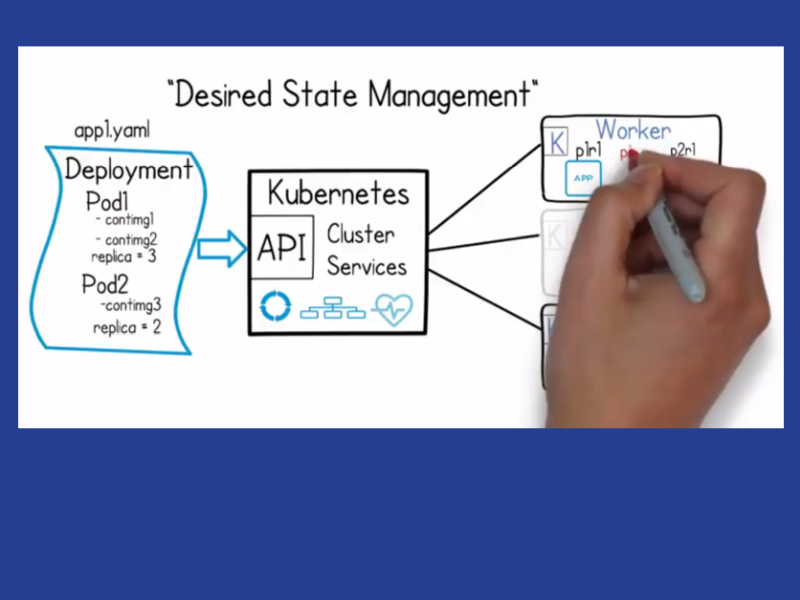 "Desired State Management"
app1.yaml
Deployment
Pod1
- contimg1
- contimg2
replica = 3
Pod2
-contimg3
replica = 2
Kubernetes
API
Cluster
Services
K
Worker
p1r1
p2r1
APP
K